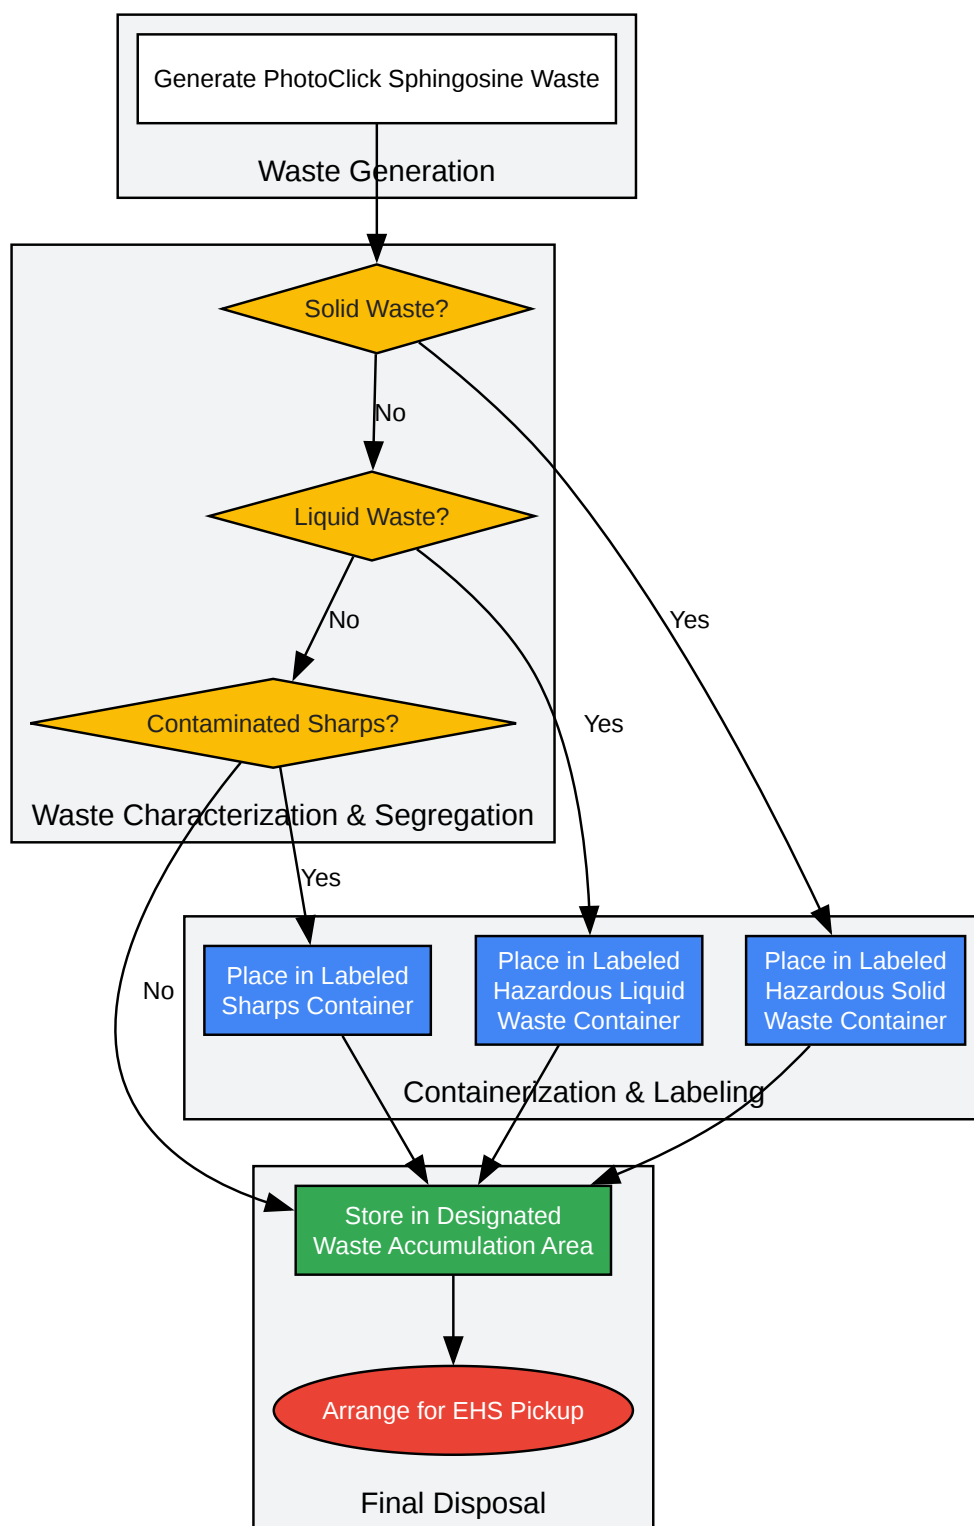 Generate PhotoClick Sphingosine Waste
Waste Generation
Solid Waste?
No
Liquid Waste?
No
Yes
Contaminated Sharps?
Yes
Waste Characterization & Segregation
Yes
No
Place in Labeled
Sharps Container
Place in Labeled
Hazardous Liquid
Waste Container
Place in Labeled
Hazardous Solid
Waste Container
Containerization & Labeling
Store in Designated
Waste Accumulation Area
Arrange for EHS Pickup
Final Disposal